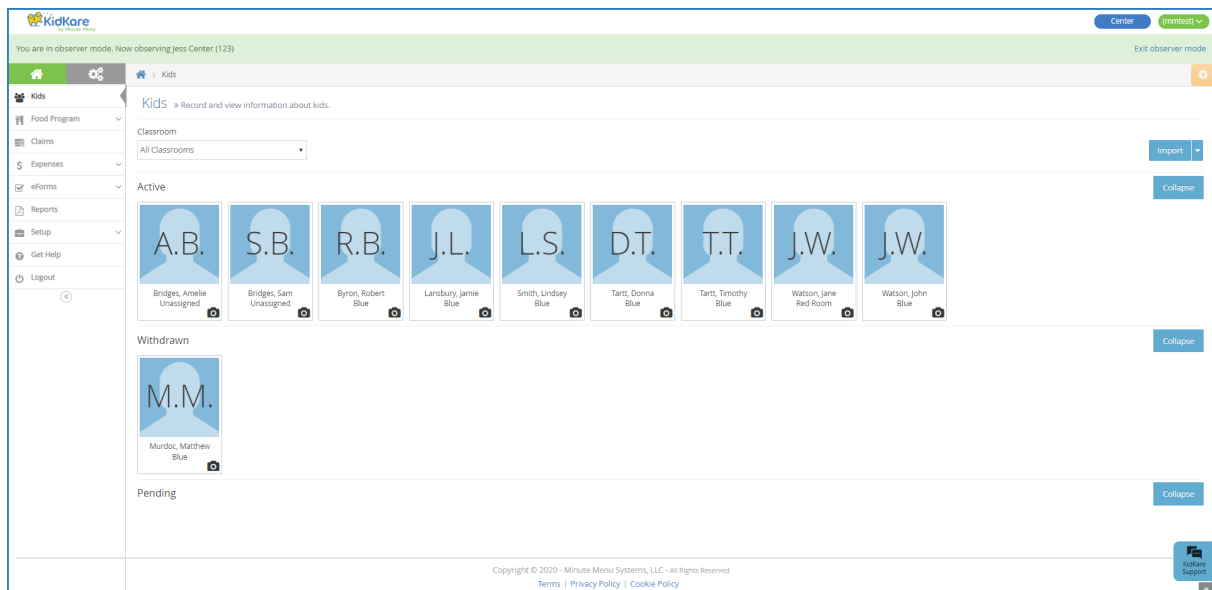 KidKare
by Minute Menu
Center
(mmtest)
You are in observer mode. Now observing Jess Center (123)
Exit observer mode
> Kids
Kids
Food Program
Claims
Expenses
eForms
Reports
Setup
Get Help
Logout
Kids » Record and view information about kids.
Classroom
All Classrooms
Import
Active
Collapse
A.B. S.B. R.B. J.L. L.S. D.T. T.T. J.W. J.W.
Bridges, Amelie Bridges, Sam Byron, Robert Lansbury, Jamie Smith, Lindsey Tartt, Donna Tartt, Timothy Watson, Jane Watson, John
Unassigned Unassigned Blue Blue Blue Blue Blue Red Room Blue
Withdrawn
Collapse
M.M.
Murdoc, Matthew
Blue
Pending
Collapse
KidKare
Support
Copyright © 2020 - Minute Menu Systems, LLC - All Rights Reserved
Terms | Privacy Policy | Cookie Policy